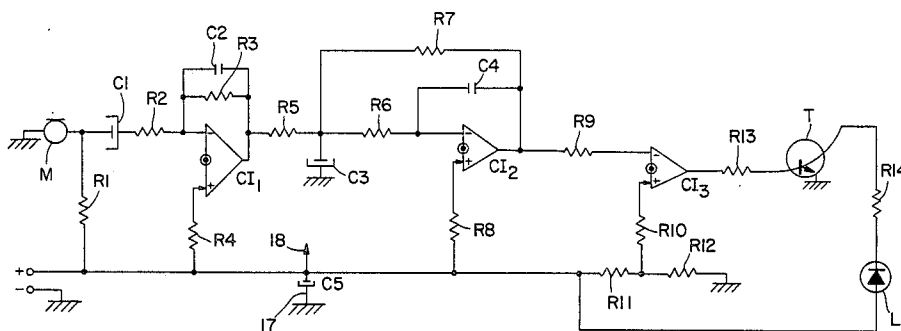 R7
C2
R3
C4
C1
R2
R5
R6
R9
T
R13
M
CI1
C3
CI2
CI3
R14
R1
R4
R8
R10
R12
18
+
C5
R11
-
17
L